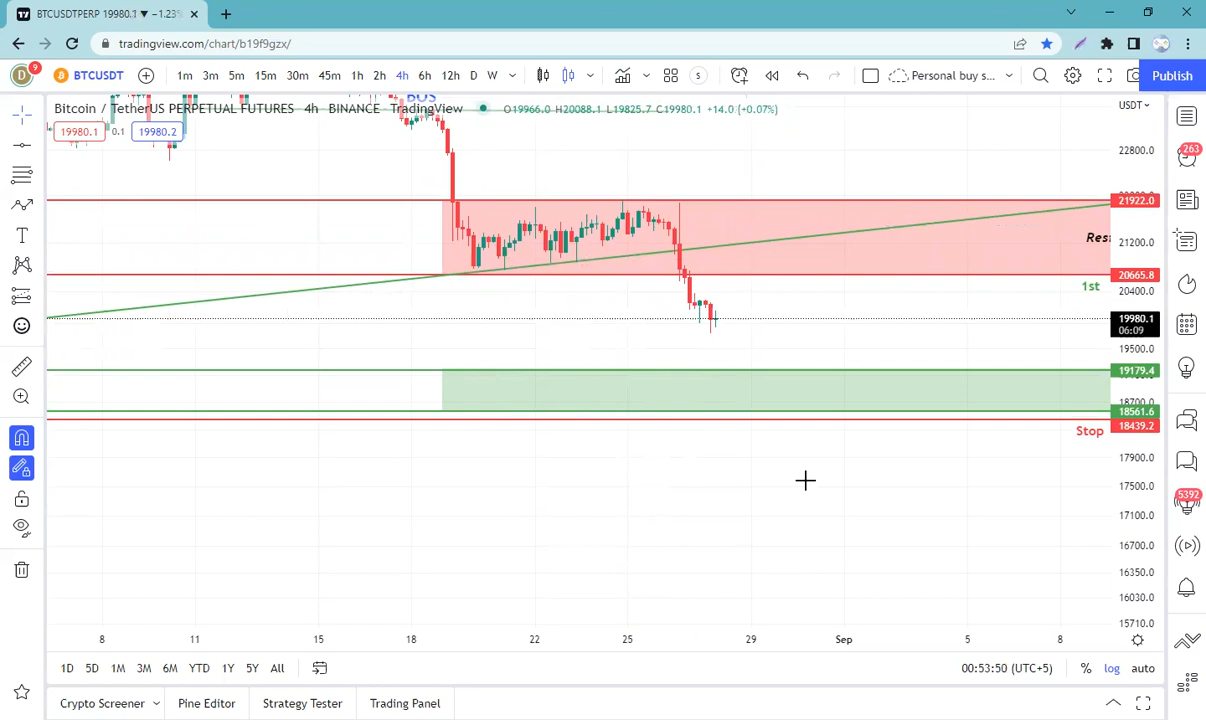 BTCUSDTPERP 19980.1 ▼ −1.23%
tradingview.com/chart/b19f9gzx/
D 9 BTCUSDT 1m 3m 5m 15m 30m 45m 1h 2h 4h 6h 12h D W S Personal buy s... Publish
BOS
Bitcoin / TetherUS PERPETUAL FUTURES 4h BINANCE TradingView O19966.0 H20088.1 L19825.7 C19980.1 +14.0 (+0.07%)
USDT
19980.1 0.1 19980.2
22800.0
263
21922.0
21200.0
20665.8
1st
20400.0
19980.1
06:09
19500.0
19179.4
18700.0
18561.6
18439.2
Stop
17900.0
17500.0
5392
17100.0
16700.0
16350.0
16030.0
15710.0
8 11 15 18 22 25 29 Sep 5 8
1D 5D 1M 3M 6M YTD 1Y 5Y All 00:53:50 (UTC+5) % log auto
Crypto Screener Pine Editor Strategy Tester Trading Panel